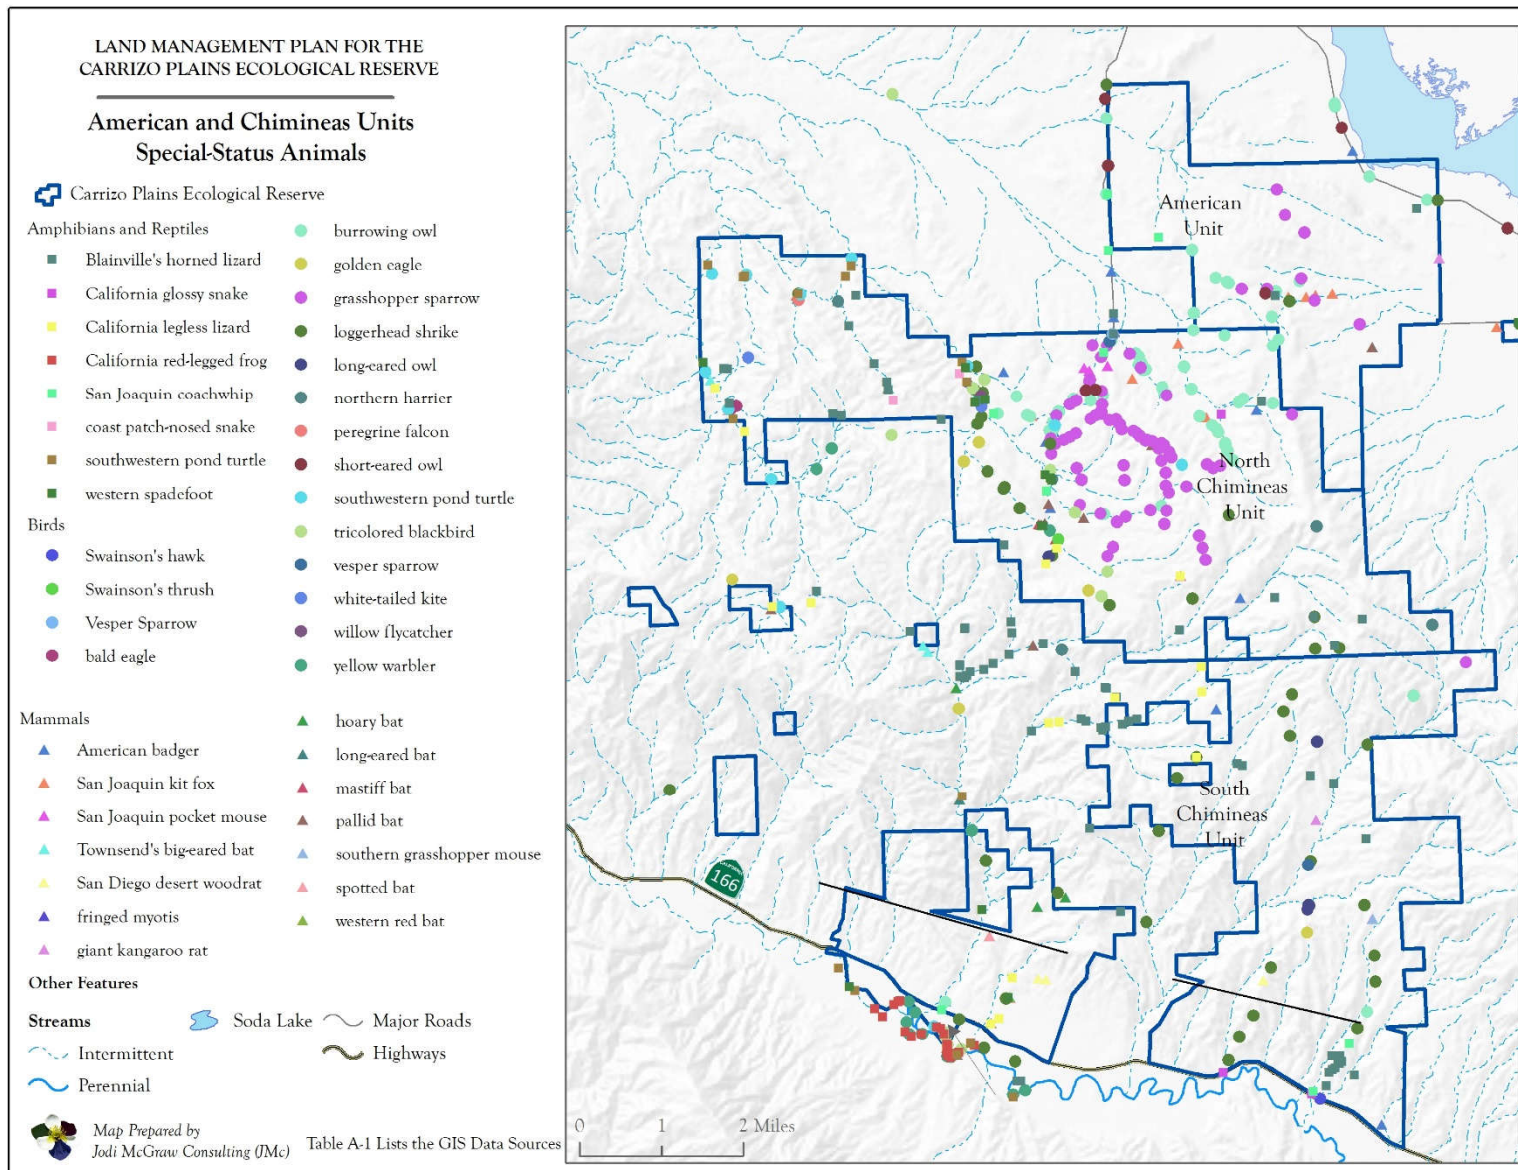 LAND MANAGEMENT PLAN FOR THE
CARRIZO PLAINS ECOLOGICAL RESERVE
American and Chimineas Units
Special-Status Animals
Carrizo Plains Ecological Reserve
Amphibians and Reptiles
Blainville's horned lizard
California glossy snake
California legless lizard
California red-legged frog
San Joaquin coachwhip
coast patch-nosed snake
southwestern pond turtle
western spadefoot
Birds
Swainson's hawk
Swainson's thrush
Vesper Sparrow
bald eagle
burrowing owl
golden eagle
grasshopper sparrow
loggerhead shrike
long-eared owl
northern harrier
peregrine falcon
short-eared owl
southwestern pond turtle
tricolored blackbird
vesper sparrow
white-tailed kite
willow flycatcher
yellow warbler
Mammals
American badger
San Joaquin kit fox
San Joaquin pocket mouse
Townsend's big-eared bat
San Diego desert woodrat
fringed myotis
giant kangaroo rat
hoary bat
long-eared bat
mastiff bat
pallid bat
southern grasshopper mouse
spotted bat
western red bat
Other Features
Streams
Intermittent
Perennial
Soda Lake
Major Roads
Highways
Map Prepared by
Jodi McGraw Consulting (JMc)
Table A-1 Lists the GIS Data Sources
American
Unit
North
Chimineas
Unit
South
Chimineas
Unit
166
0 1 2 Miles